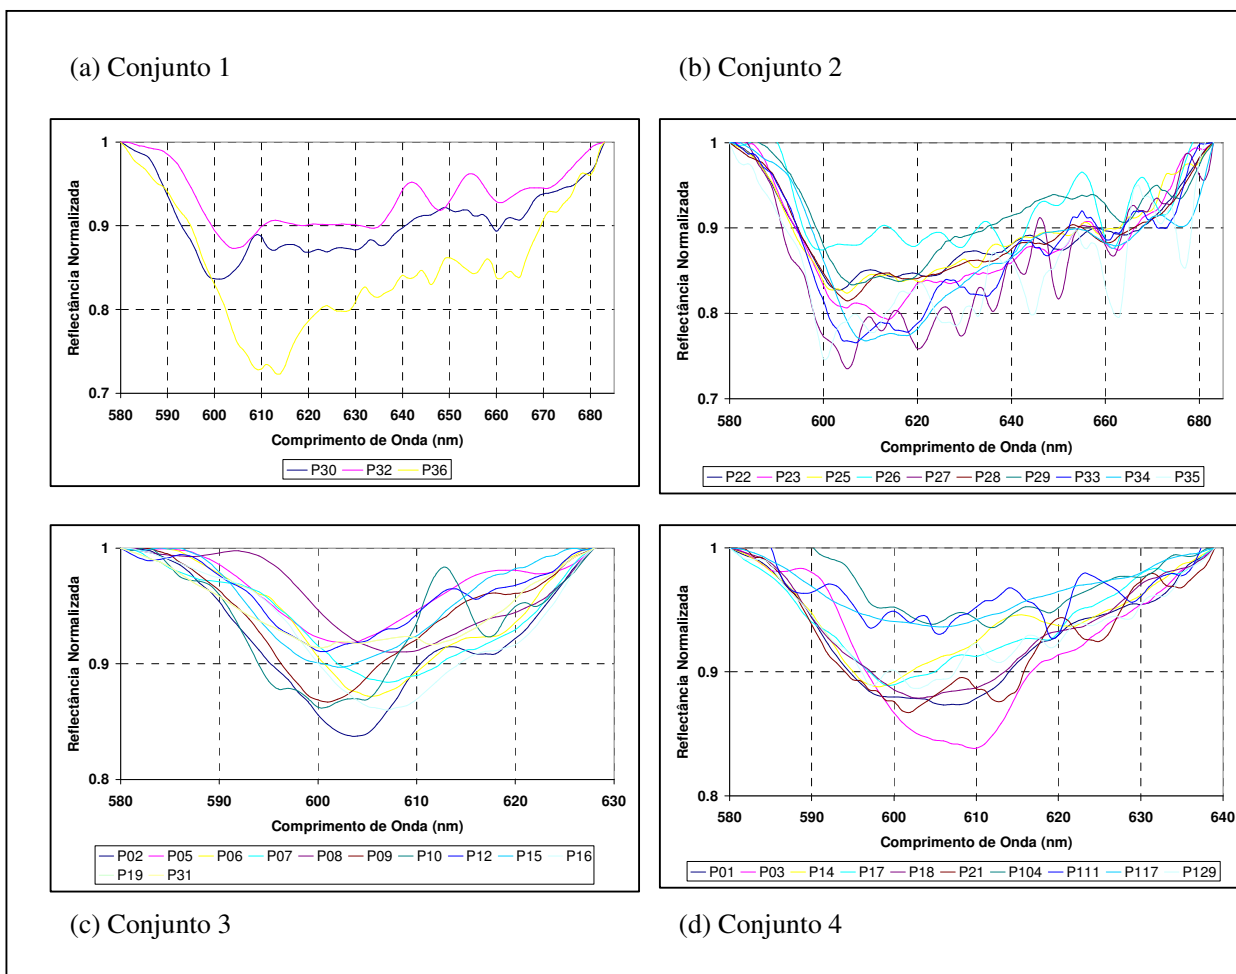 (a) Conjunto 1
(b) Conjunto 2
Reflectância Normalizada
1
0.9
0.8
0.7
580 590 600 610 620 630 640 650 660 670 680
Comprimento de Onda (nm)
P30 P32 P36
Reflectância Normalizada
1
0.9
0.8
0.7
580 600 620 640 660 680
Comprimento de Onda (nm)
P22 P23 P25 P26 P27 P28 P29 P33 P34 P35
Reflectância Normalizada
1
0.9
0.8
580 590 600 610 620 630
Comprimento de Onda (nm)
P02 P05 P06 P07 P08 P09 P10 P12 P15 P16
P19 P31
Reflectância Normalizada
1
0.9
0.8
580 590 600 610 620 630 640
Comprimento de Onda (nm)
P01 P03 P14 P17 P18 P21 P104 P111 P117 P129
(c) Conjunto 3
(d) Conjunto 4